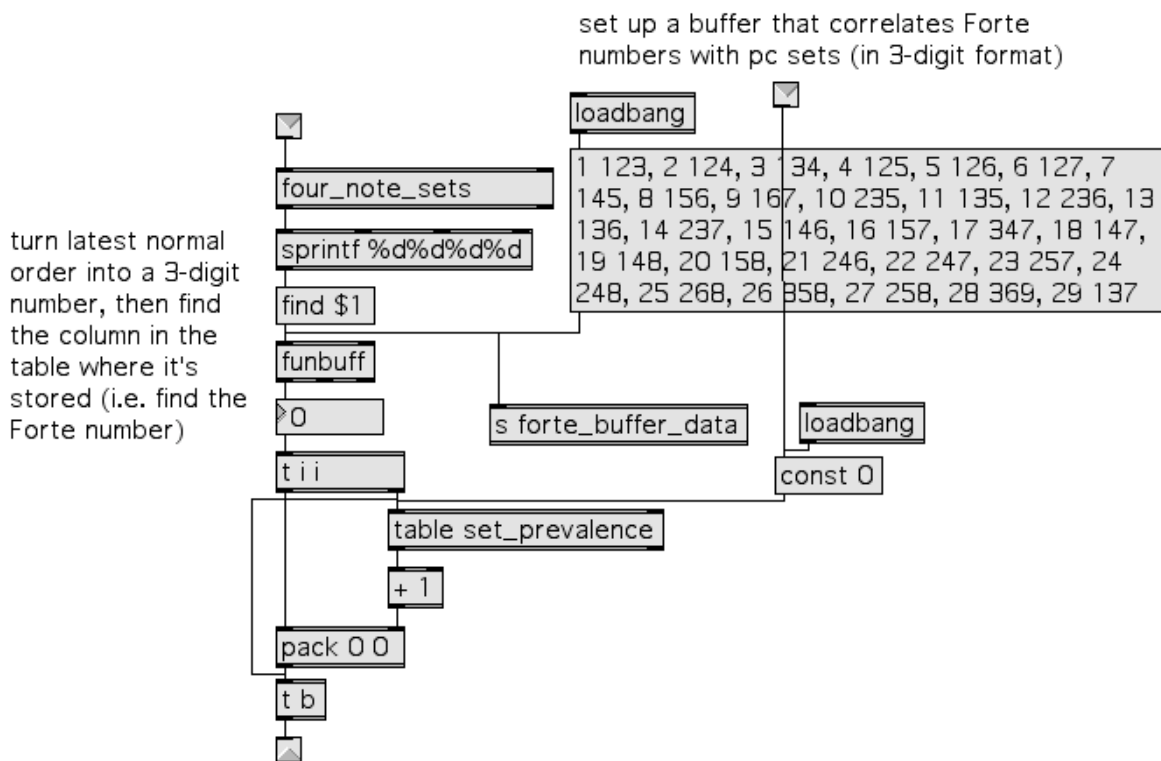 set up a buffer that correlates Forte
numbers with pc sets (in 3-digit format)
loadbang
1 123, 2 124, 3 134, 4 125, 5 126, 6 127, 7
145, 8 156, 9 167, 10 235, 11 135, 12 236, 13
136, 14 237, 15 146, 16 157, 17 347, 18 147,
19 148, 20 158, 21 246, 22 247, 23 257, 24
248, 25 268, 26 358, 27 258, 28 369, 29 137
four_note_sets
sprintf %d%d%d%d
find $1
funbuff
0
turn latest normal
order into a 3-digit
number, then find
the column in the
table where it's
stored (i.e. find the
Forte number)
s forte_buffer_data
loadbang
const 0
t i i
table set_prevalence
+ 1
pack 0 0
t b